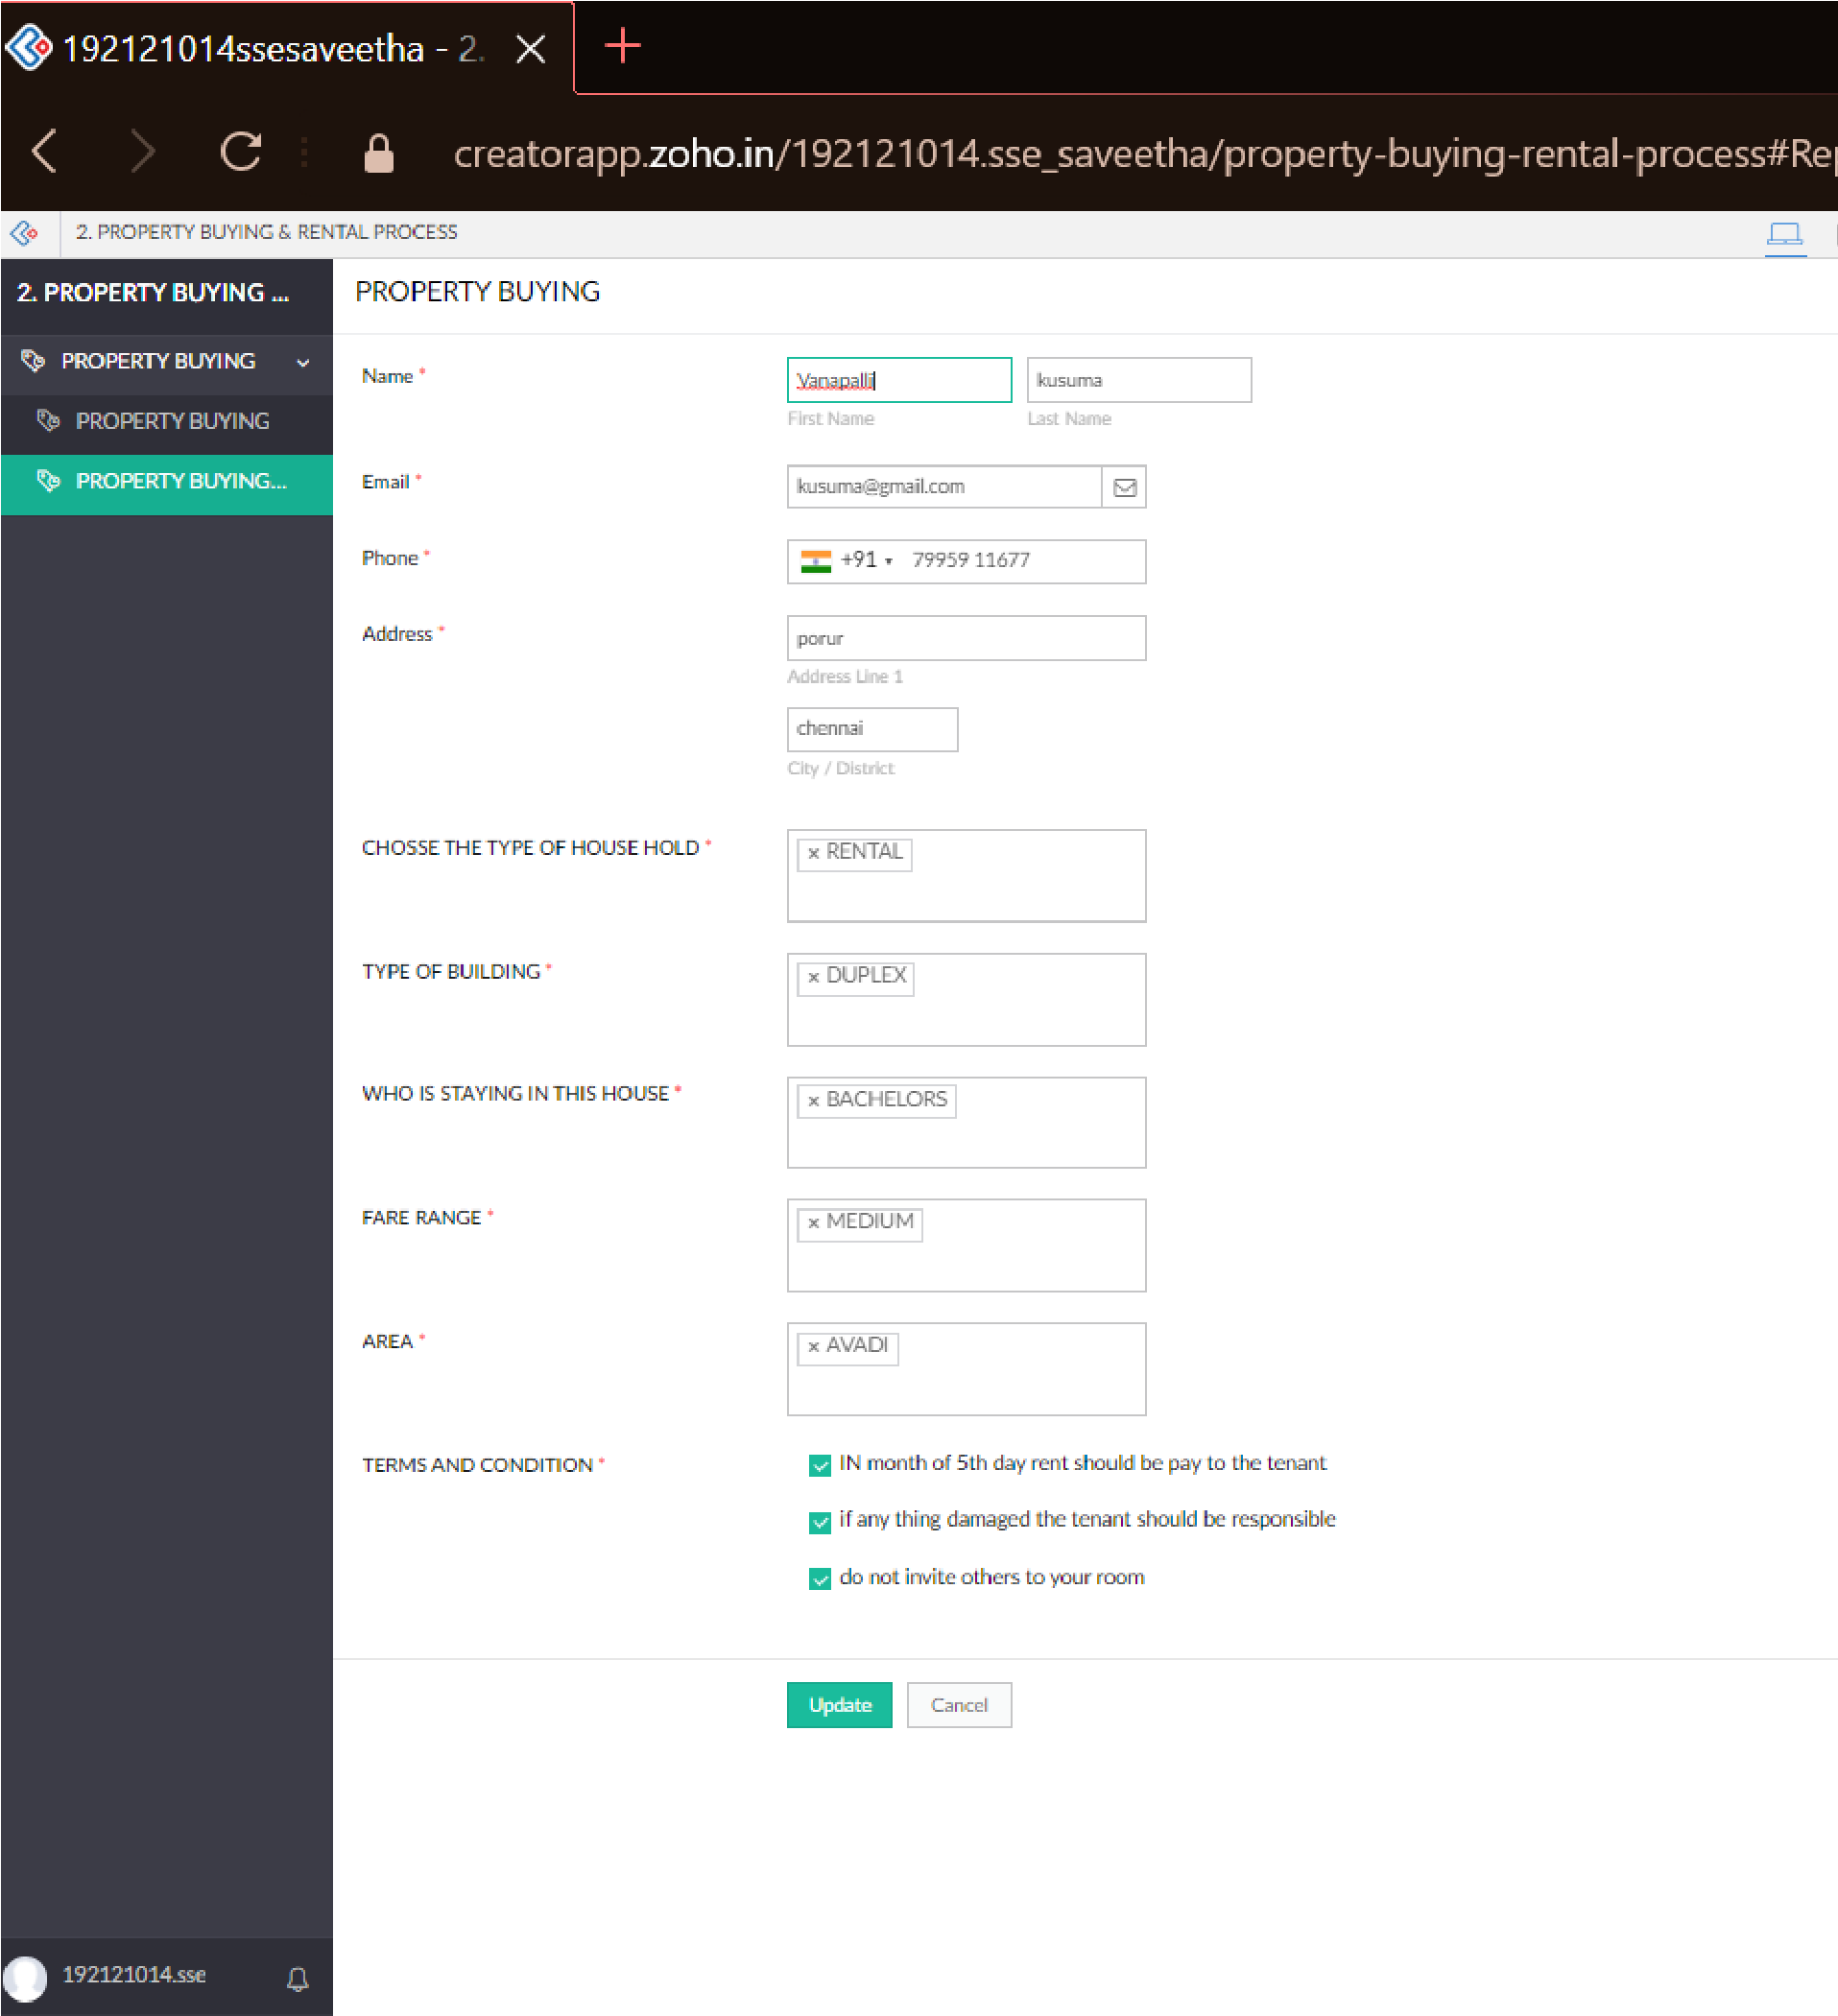 192121014ssesaveetha - 2.
creatorapp.zoho.in/192121014.sse_saveetha/property-buying-rental-process#Rep
2. PROPERTY BUYING & RENTAL PROCESS
2. PROPERTY BUYING ...
PROPERTY BUYING
PROPERTY BUYING
PROPERTY BUYING...
PROPERTY BUYING
Name * Vanapalli kusuma
First Name Last Name
Email * kusuma@gmail.com
Phone * +91 79959 11677
Address * porur
Address Line 1
chennai
City / District
CHOSSE THE TYPE OF HOUSE HOLD * × RENTAL
TYPE OF BUILDING * × DUPLEX
WHO IS STAYING IN THIS HOUSE * × BACHELORS
FARE RANGE * × MEDIUM
AREA * × AVADI
TERMS AND CONDITION * IN month of 5th day rent should be pay to the tenant
if any thing damaged the tenant should be responsible
do not invite others to your room
Update Cancel
192121014.sse